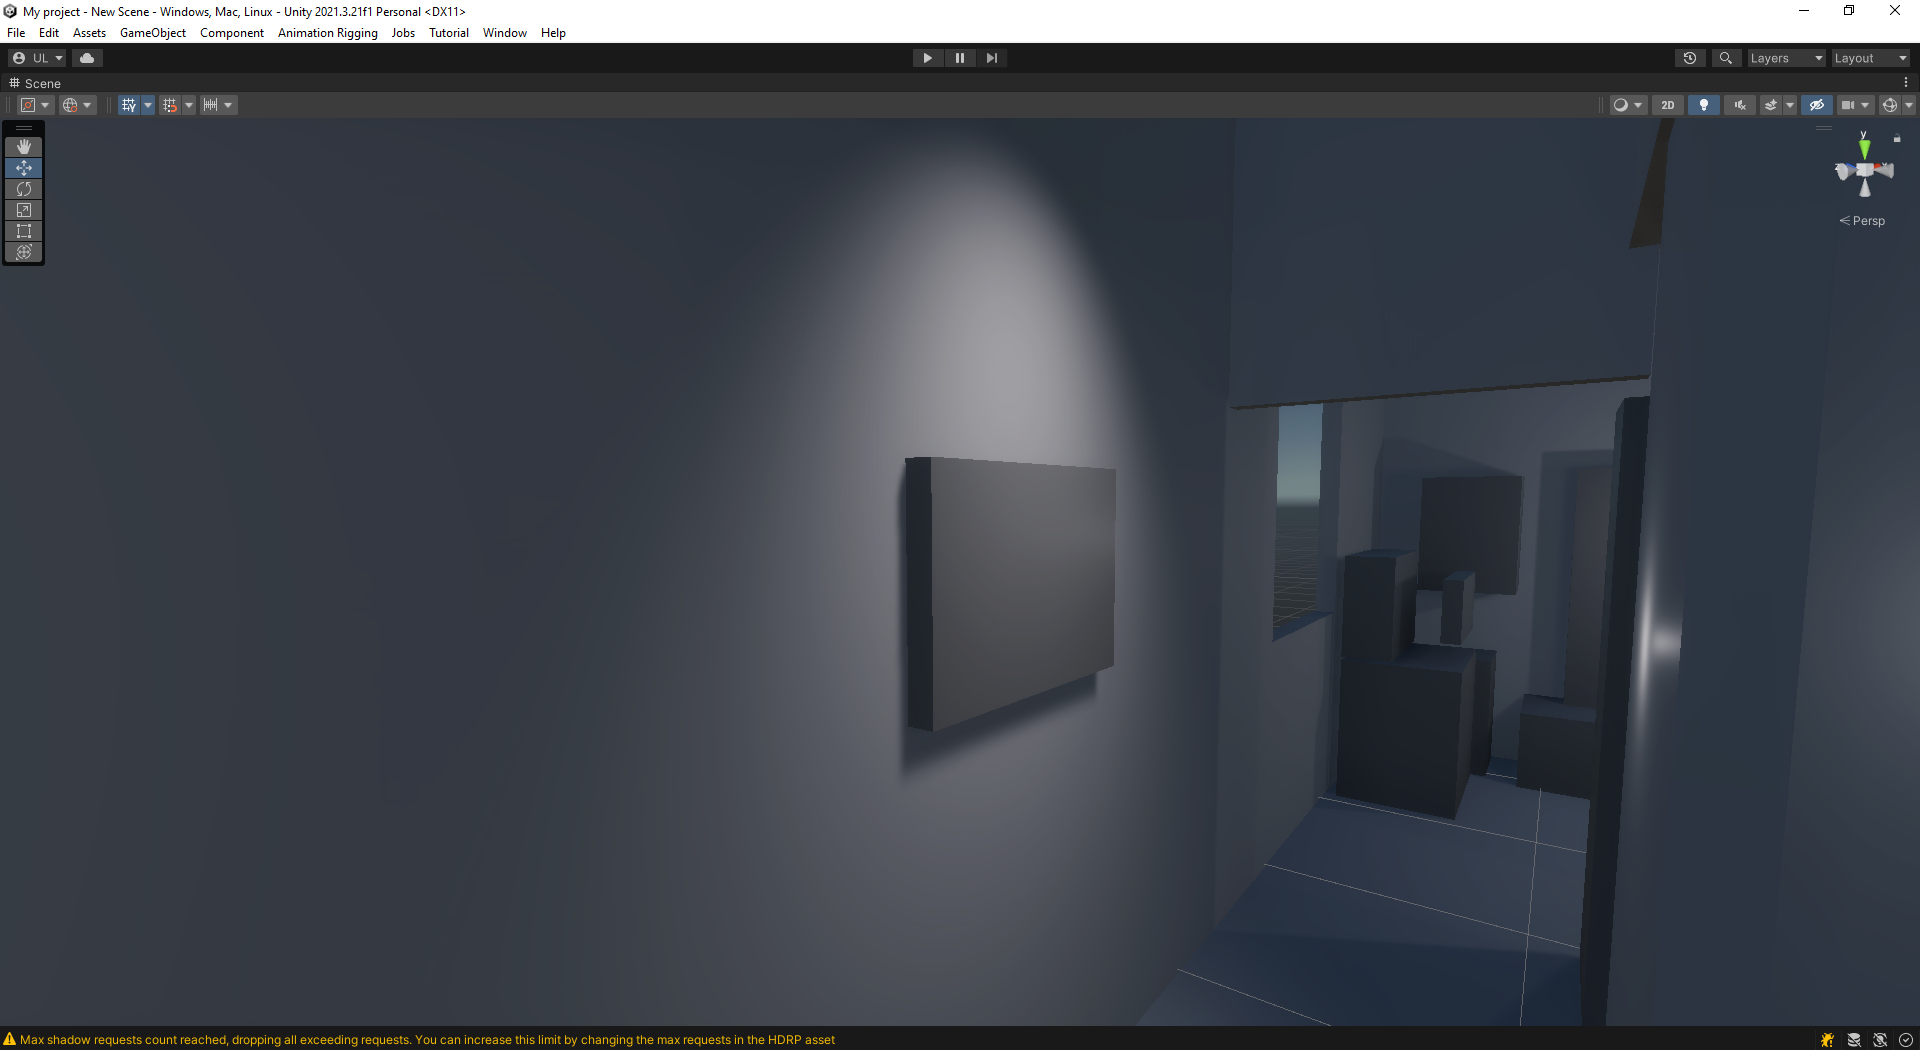 My project - New Scene - Windows, Mac, Linux - Unity 2021.3.21f1 Personal <DX11>
File Edit Assets GameObject Component Animation Rigging Jobs Tutorial Window Help
UL Layers Layout
Scene
2D
y
Persp
Max shadow requests count reached, dropping all exceeding requests. You can increase this limit by changing the max requests in the HDRP asset